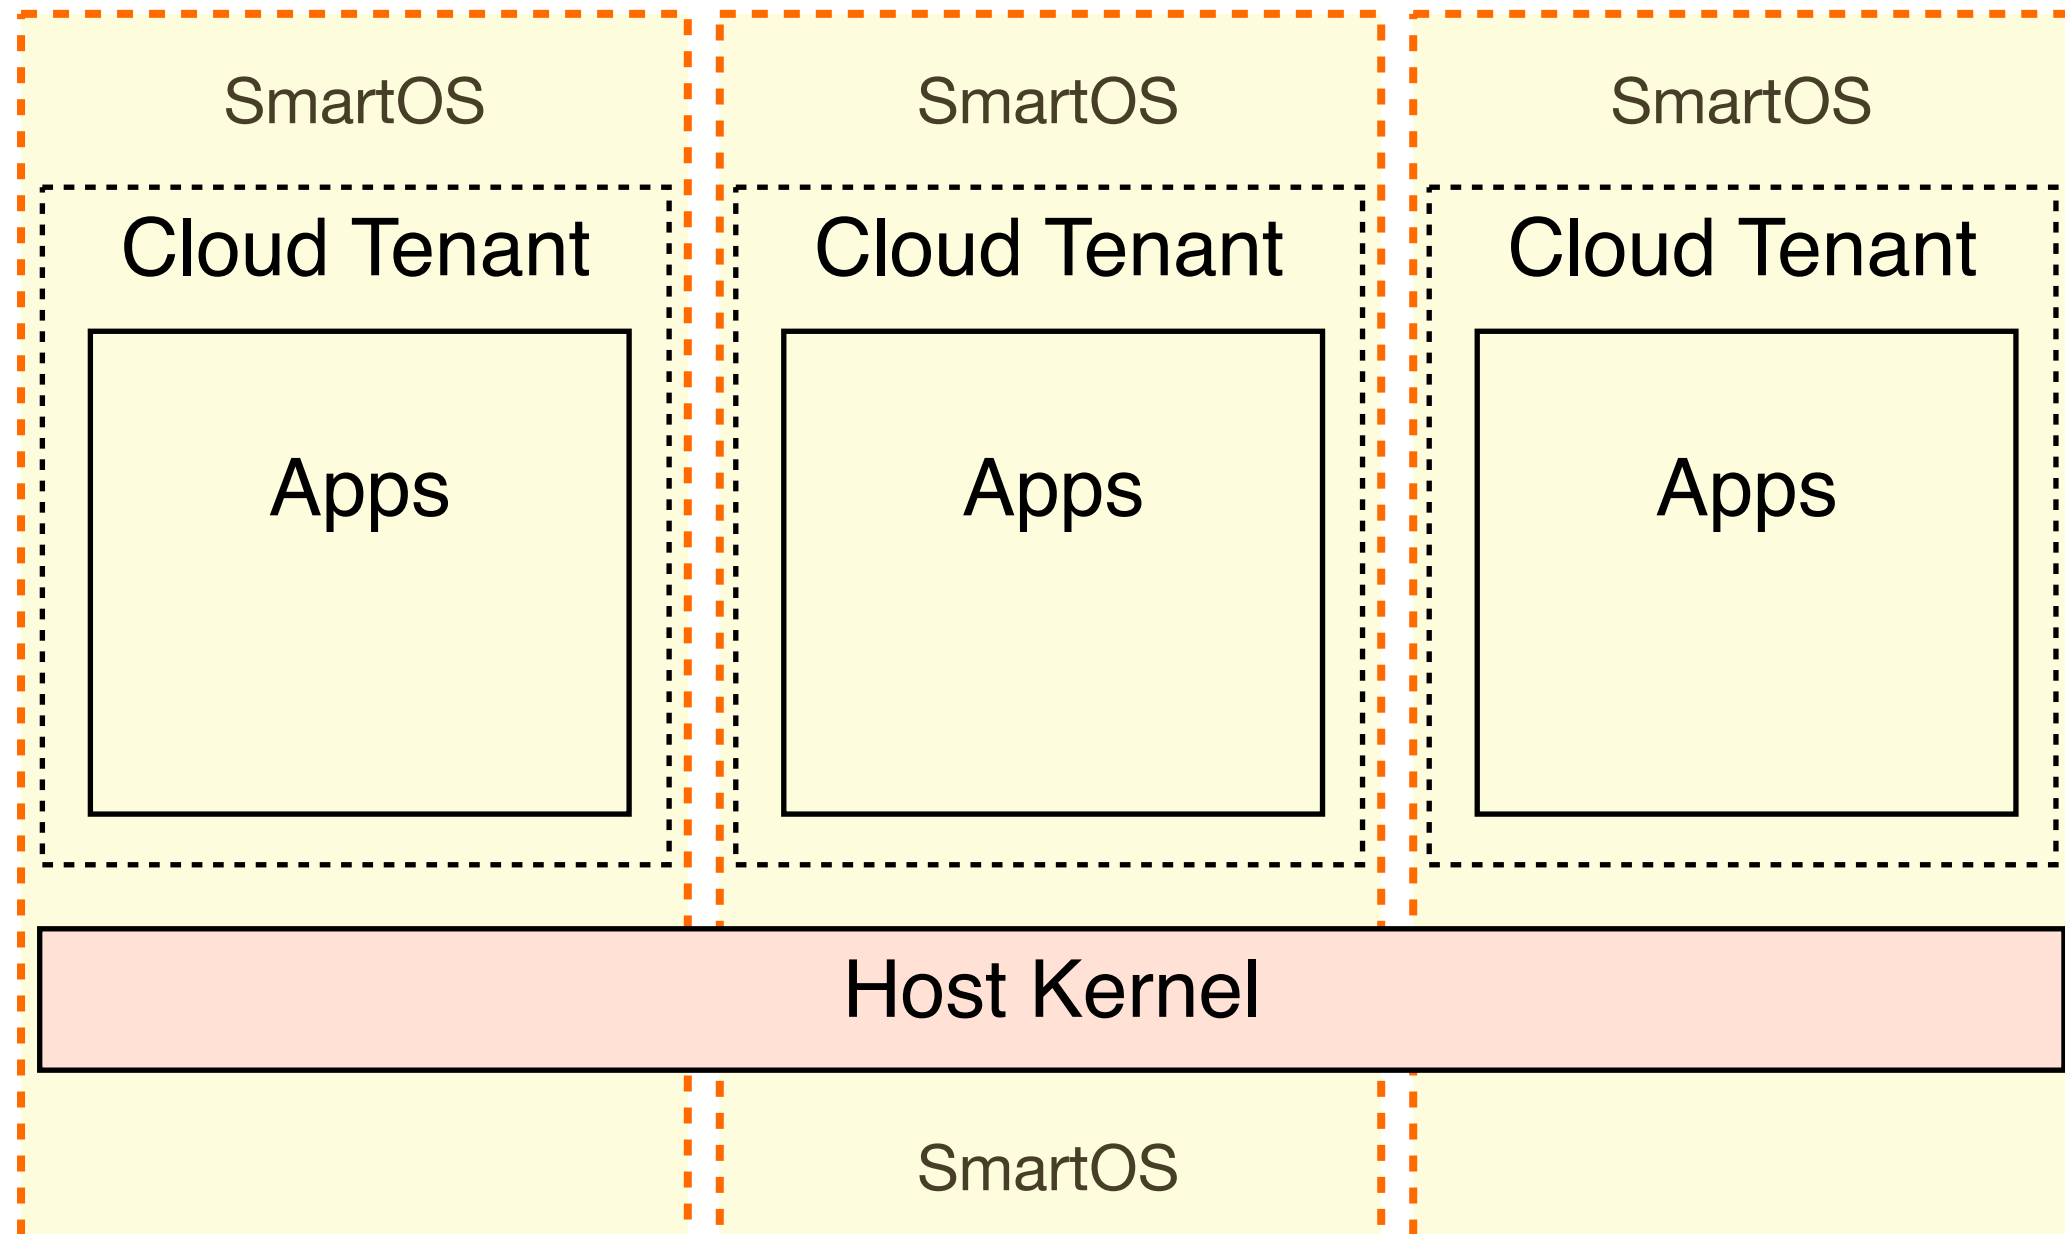 SmartOS
SmartOS
SmartOS
Cloud Tenant
Cloud Tenant
Cloud Tenant
Apps
Apps
Apps
Host Kernel
SmartOS